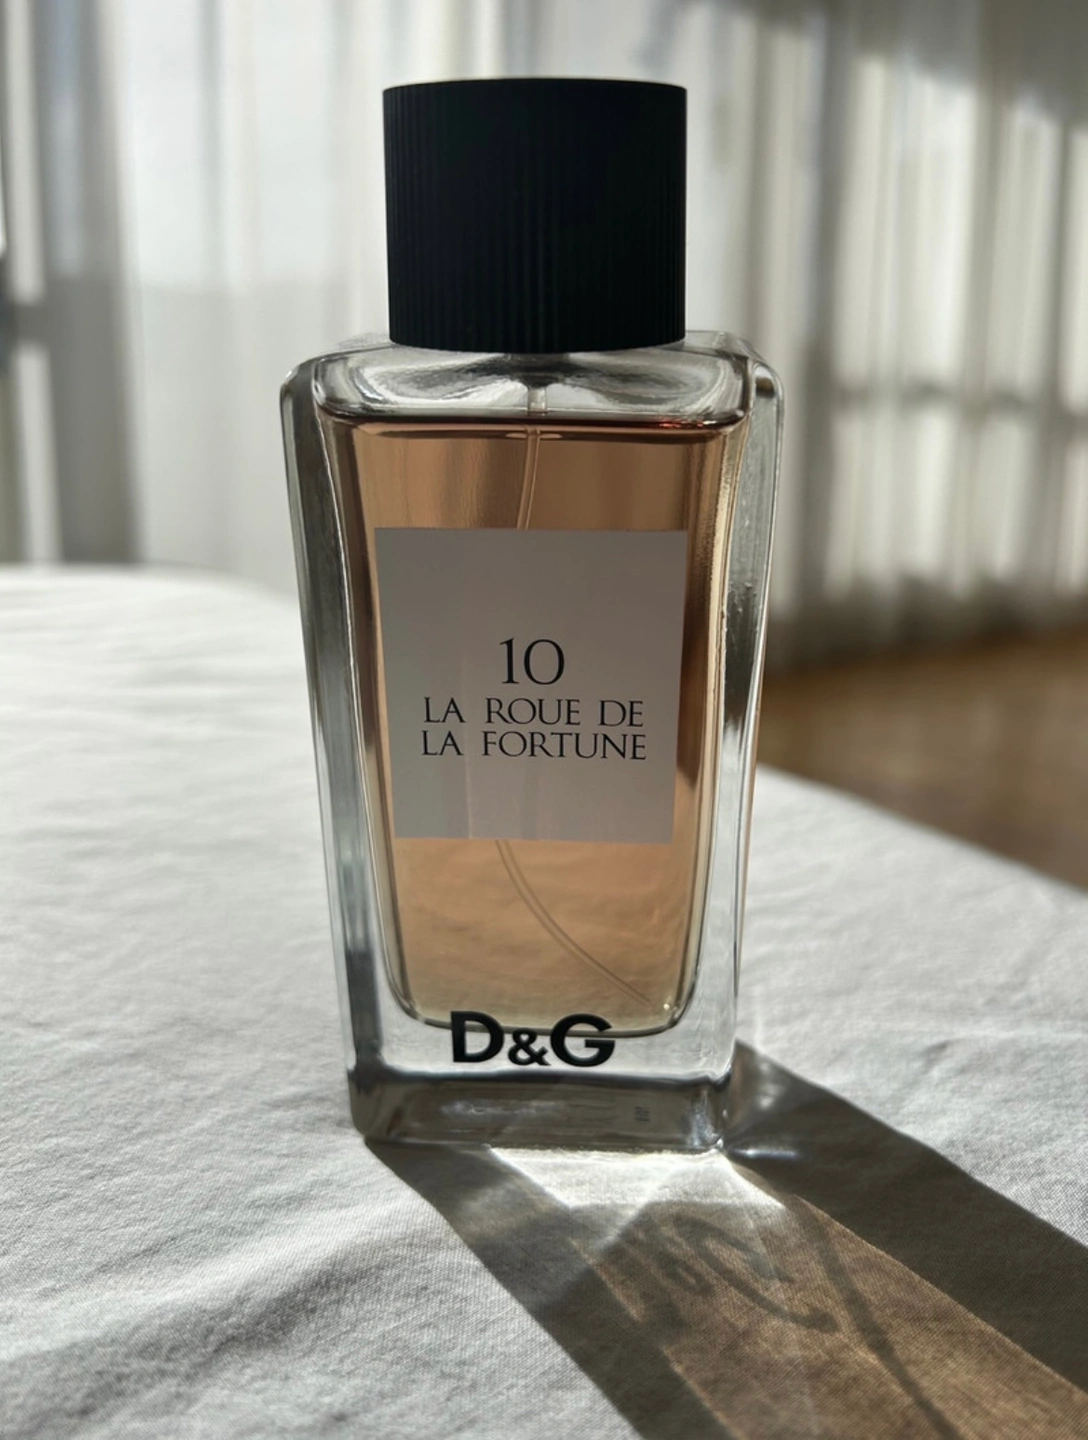 10
LA ROUE DE
LA FORTUNE
D&G